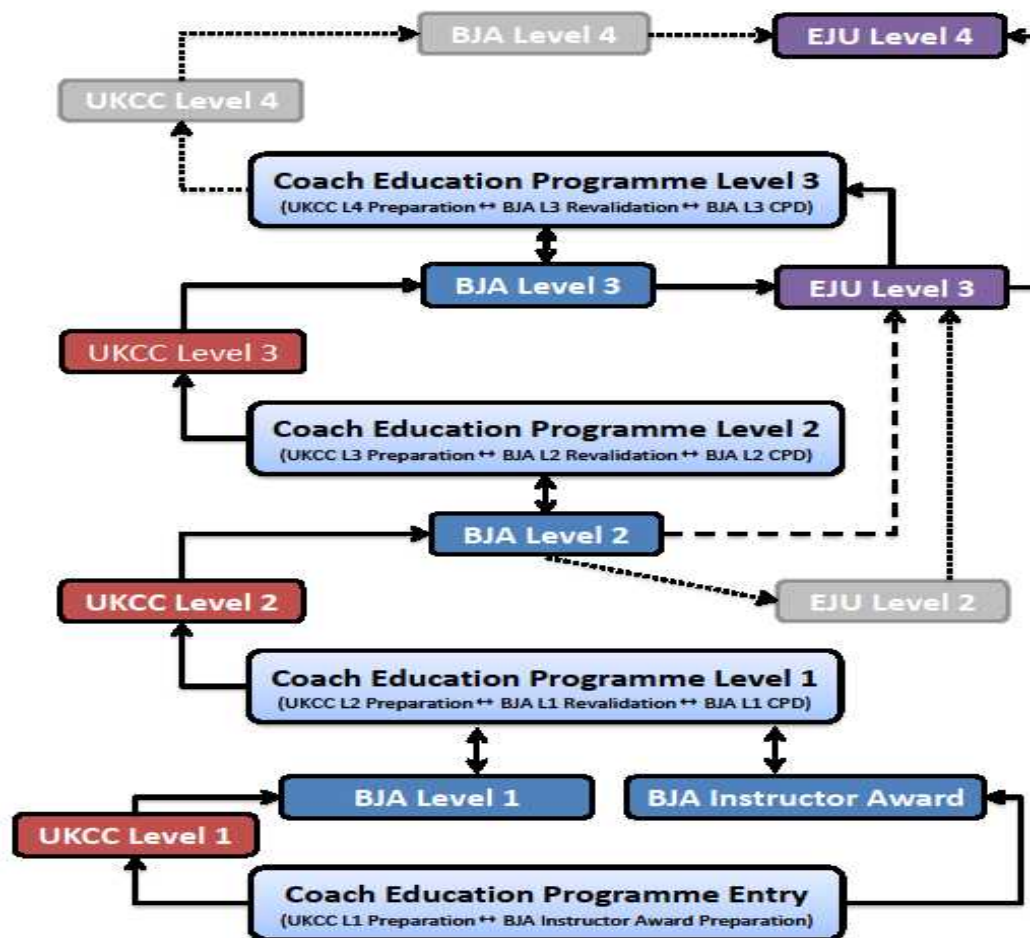 BJA Level 4
EJU Level 4
UKCC Level 4
Coach Education Programme Level 3
(UKCC L4 Preparation ↔ BJA L3 Revalidation ↔ BJA L3 CPD)
BJA Level 3
EJU Level 3
UKCC Level 3
Coach Education Programme Level 2
(UKCC L3 Preparation ↔ BJA L2 Revalidation ↔ BJA L2 CPD)
BJA Level 2
UKCC Level 2
EJU Level 2
Coach Education Programme Level 1
(UKCC L2 Preparation ↔ BJA L1 Revalidation ↔ BJA L1 CPD)
BJA Level 1
BJA Instructor Award
UKCC Level 1
Coach Education Programme Entry
(UKCC L1 Preparation ↔ BJA Instructor Award Preparation)